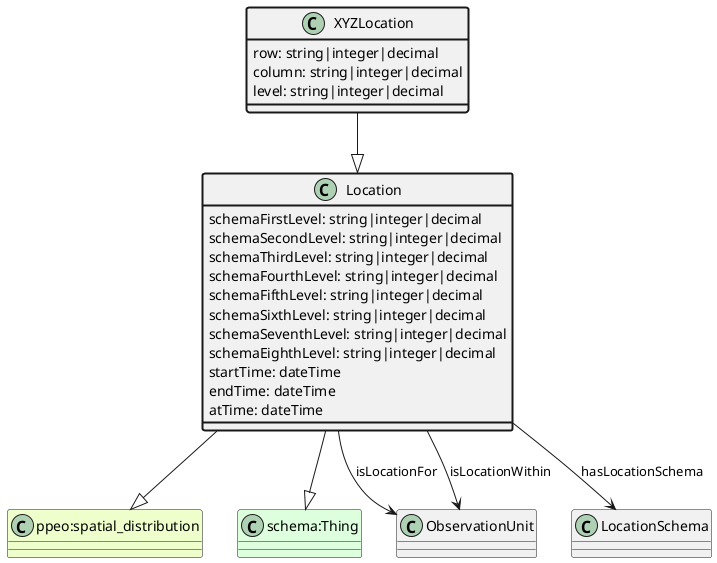 C XYZLocation
row: string|integer|decimal
column: string|integer|decimal
level: string|integer|decimal
C Location
schemaFirstLevel: string|integer|decimal
schemaSecondLevel: string|integer|decimal
schemaThirdLevel: string|integer|decimal
schemaFourthLevel: string|integer|decimal
schemaFifthLevel: string|integer|decimal
schemaSixthLevel: string|integer|decimal
schemaSeventhLevel: string|integer|decimal
schemaEighthLevel: string|integer|decimal
startTime: dateTime
endTime: dateTime
atTime: dateTime
isLocationFor
isLocationWithin
hasLocationSchema
C ppeo:spatial_distribution
C schema:Thing
C ObservationUnit
C LocationSchema